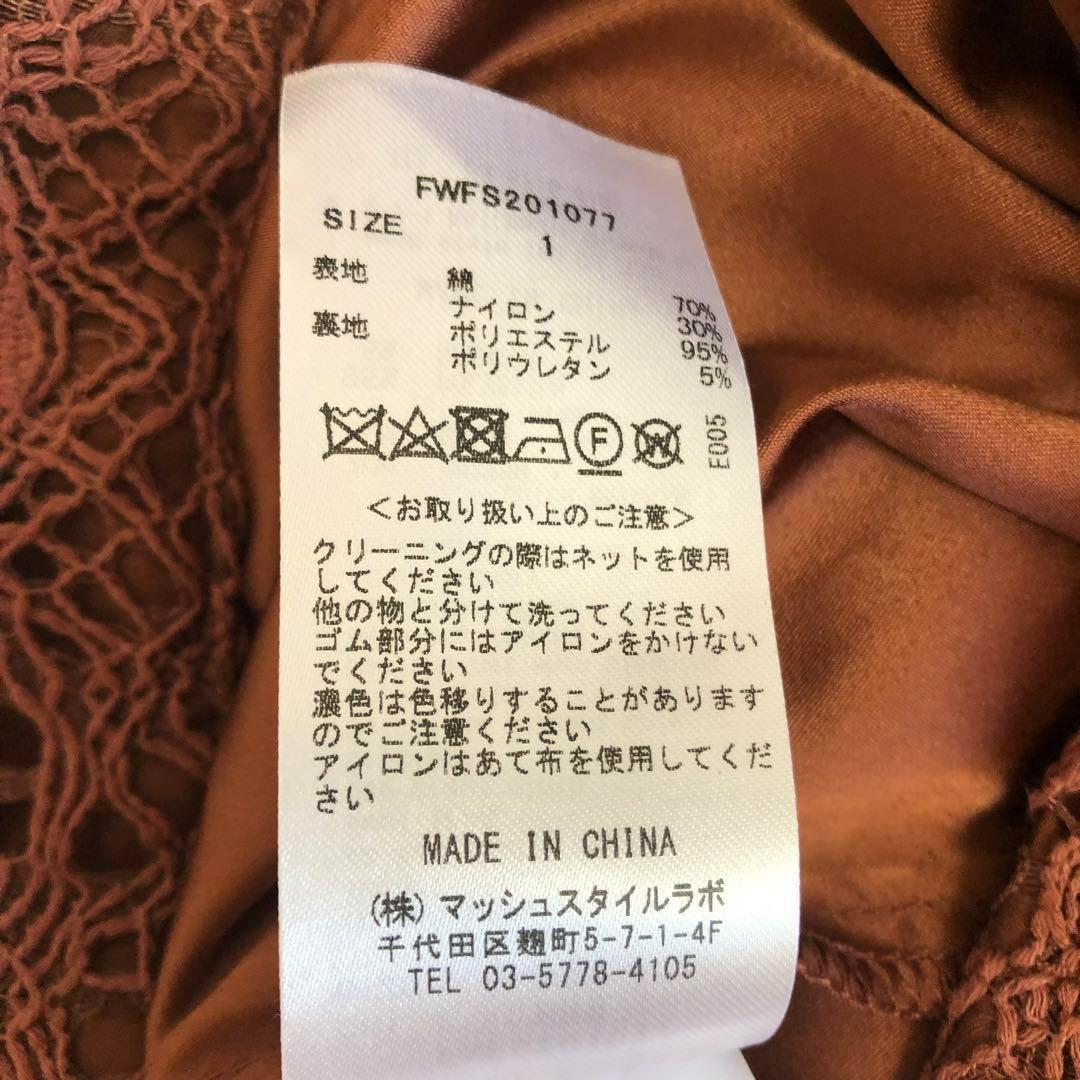 FWFS201077
SIZE 1
表地 綿 70%
ナイロン 30%
裏地 ポリエステル 95%
ポリウレタン 5%
F W E005
<お取り扱い上のご注意>
クリーニングの際はネットを使用
してください
他の物と分けて洗ってください
ゴム部分にはアイロンをかけない
でください
濃色は色移りすることがあります
のでご注意ください
アイロンはあて布を使用してくだ
さい
MADE IN CHINA
(株)マッシュスタイルラボ
千代田区麹町5-7-1-4F
TEL 03-5778-4105